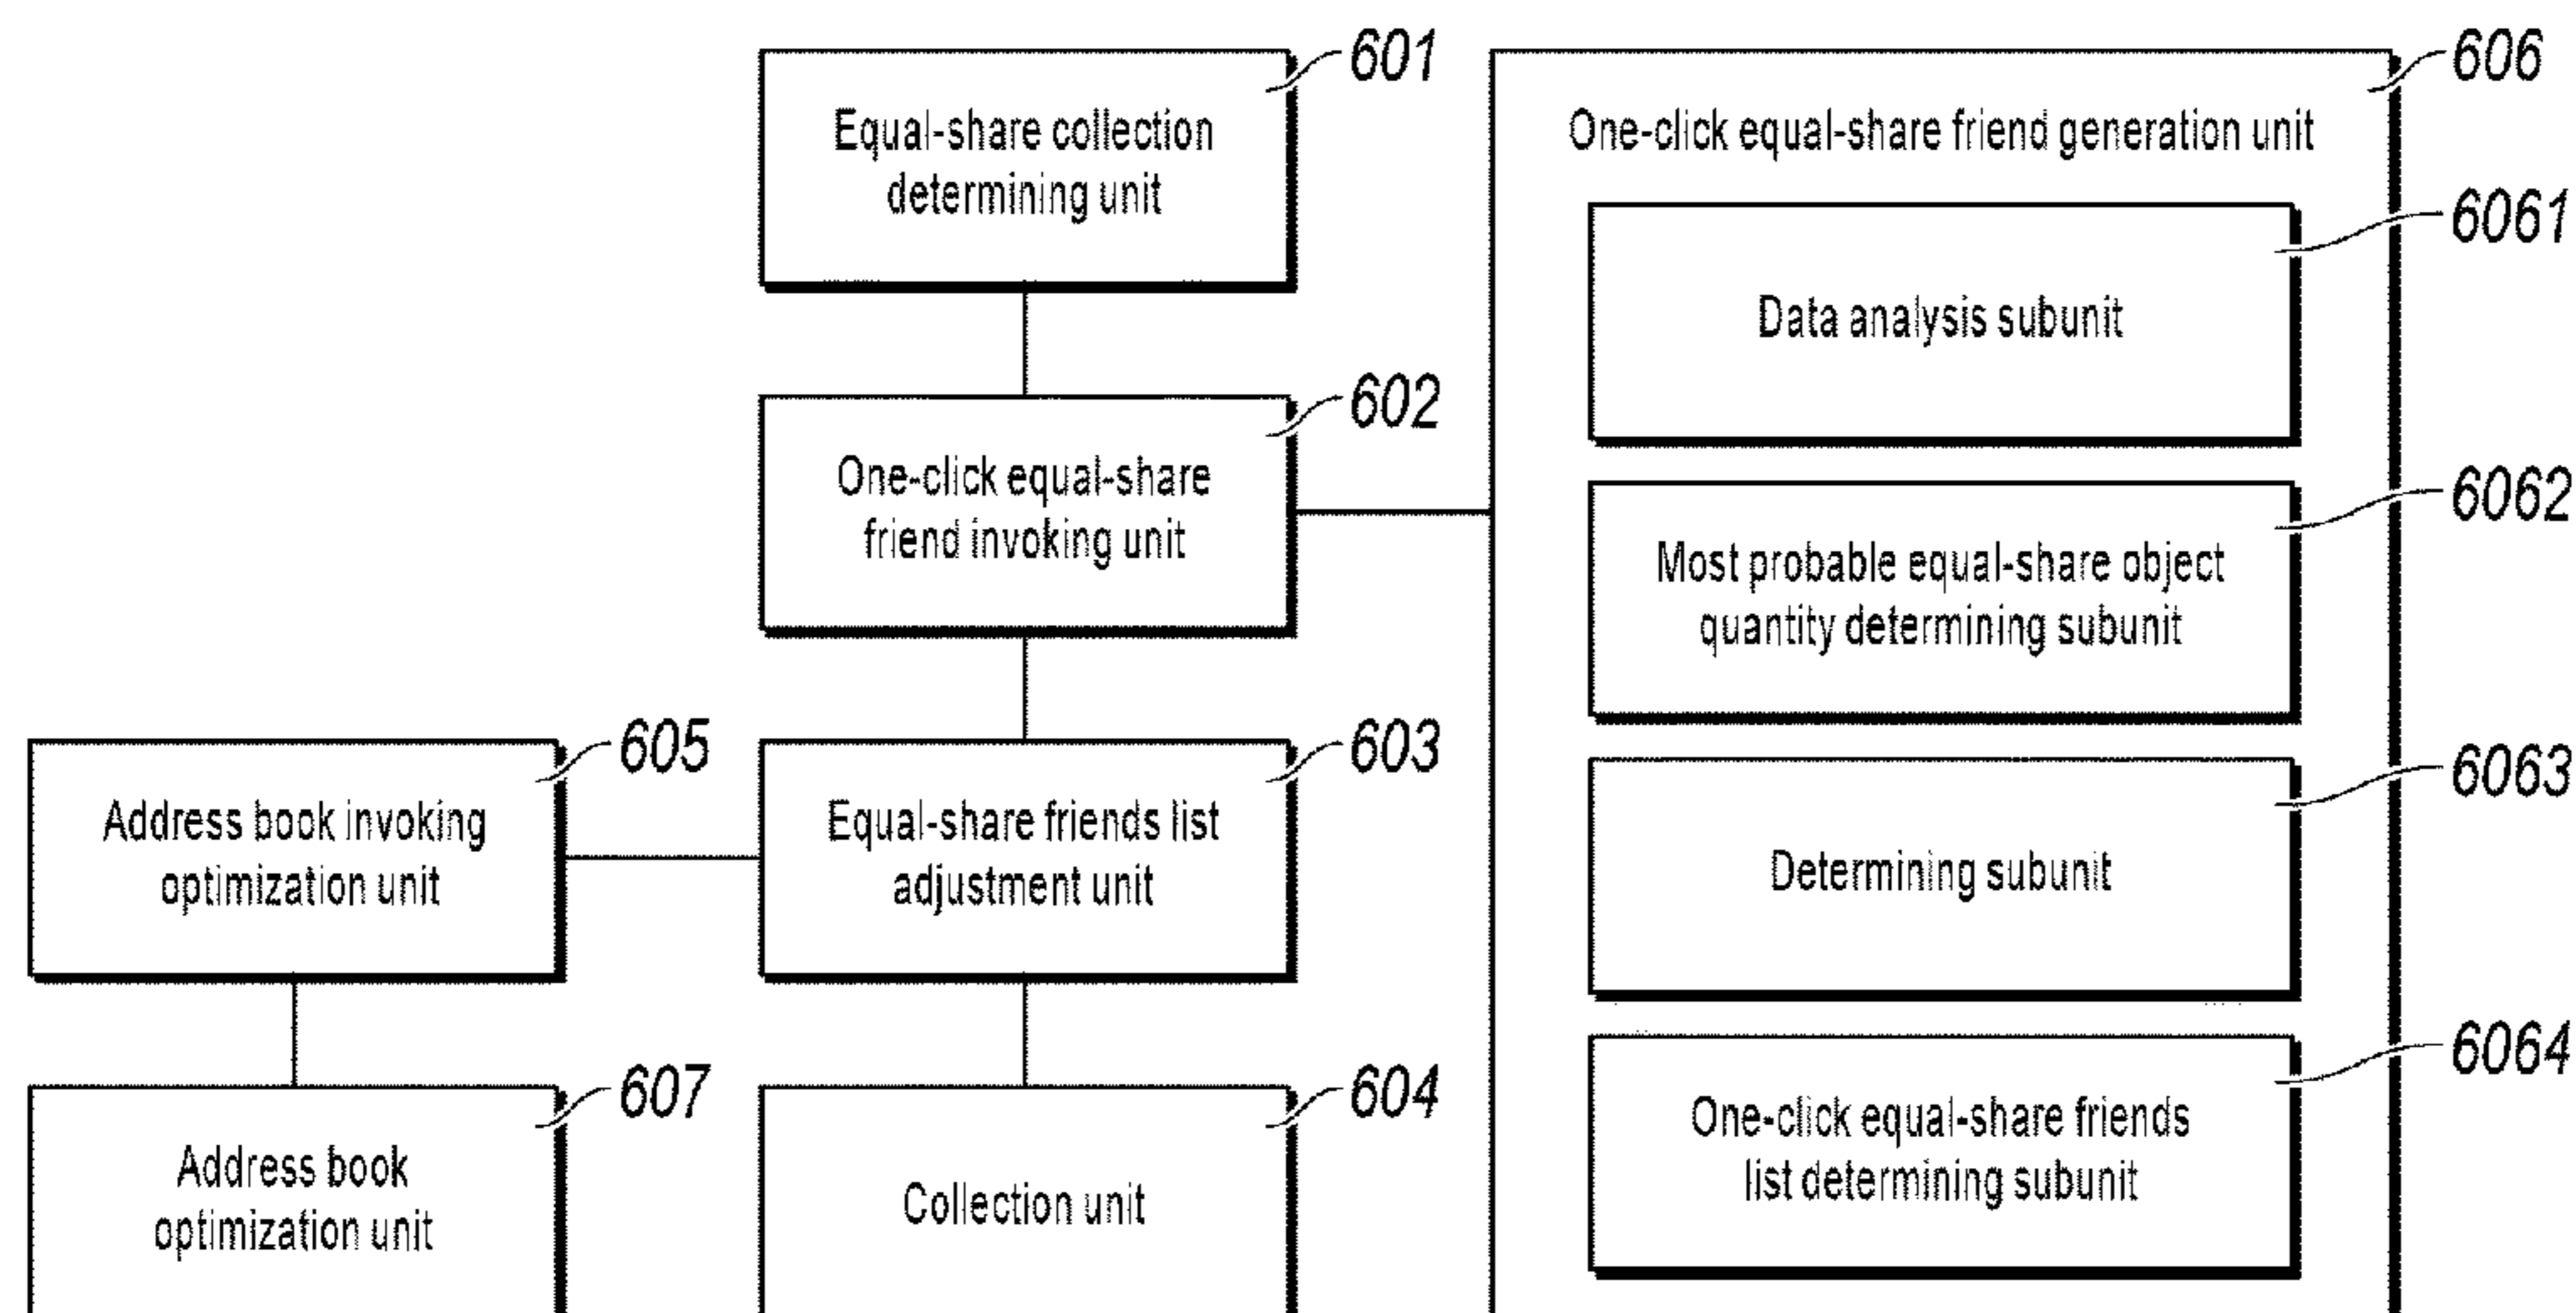 601
Equal-share collection
determining unit
602
One-click equal-share
friend invoking unit
605
Address book invoking
optimization unit
603
Equal-share friends list
adjustment unit
607
Address book
optimization unit
604
Collection unit
606
One-click equal-share friend generation unit
6061
Data analysis subunit
6062
Most probable equal-share object
quantity determining subunit
6063
Determining subunit
6064
One-click equal-share friends
list determining subunit